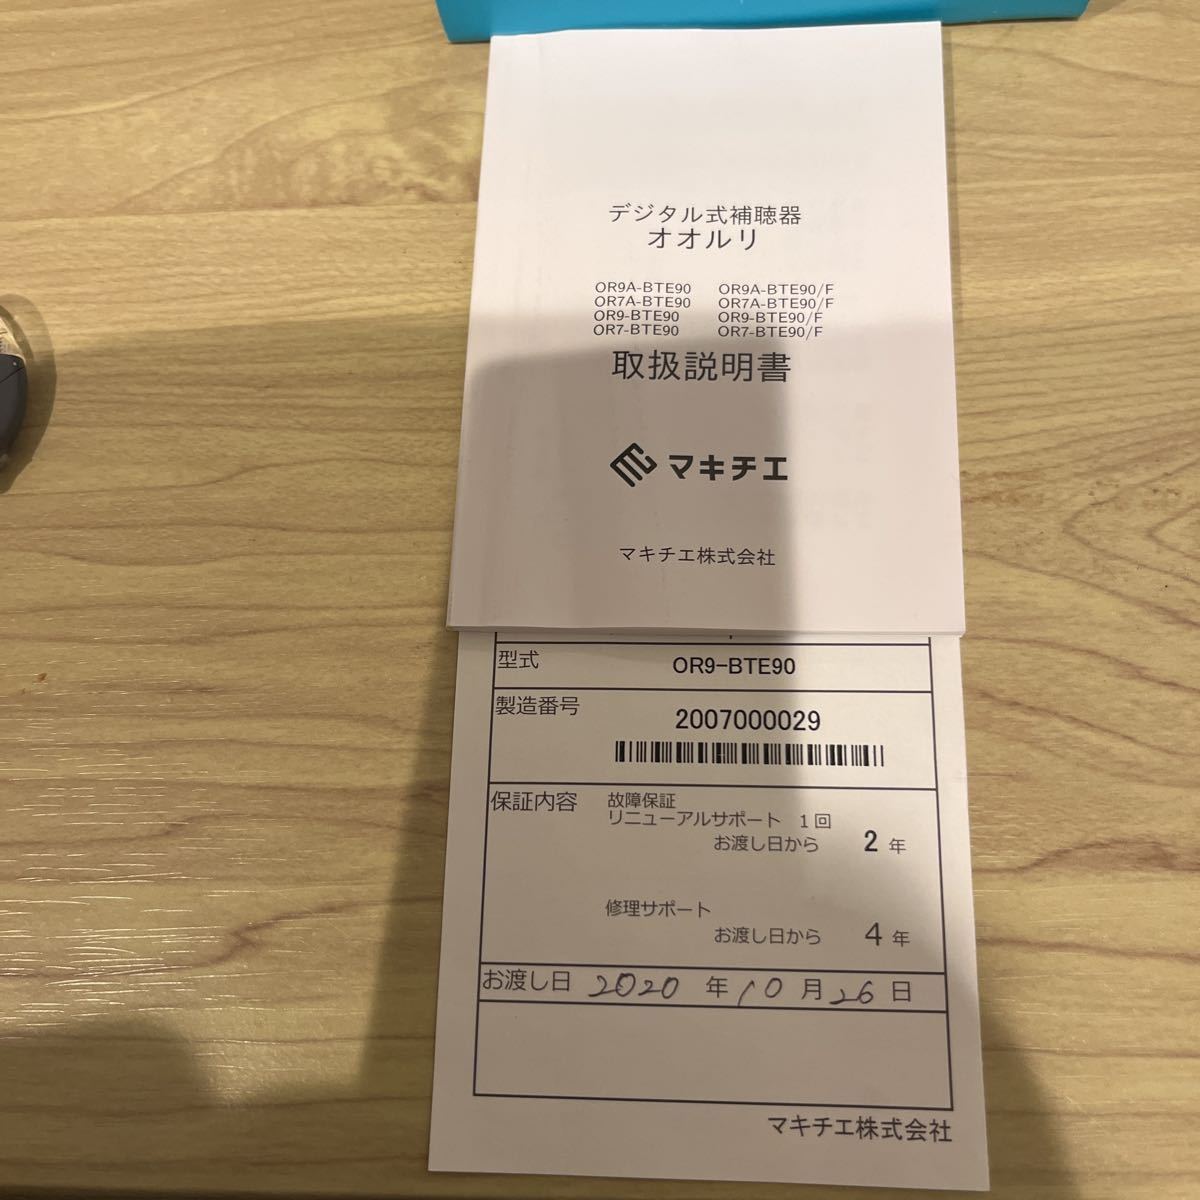 デジタル式補聴器
オオルリ
OR9A-BTE90 OR9A-BTE90/F
OR7A-BTE90 OR7A-BTE90/F
OR9-BTE90 OR9-BTE90/F
OR7-BTE90 OR7-BTE90/F
取扱説明書
マキチエ
マキチエ株式会社
型式 OR9-BTE90
製造番号 2007000029
保証内容 故障保証
リニューアルサポート 1回
お渡し日から 2 年
修理サポート
お渡し日から 4 年
お渡し日 2020 年 10 月 26 日
マキチエ株式会社